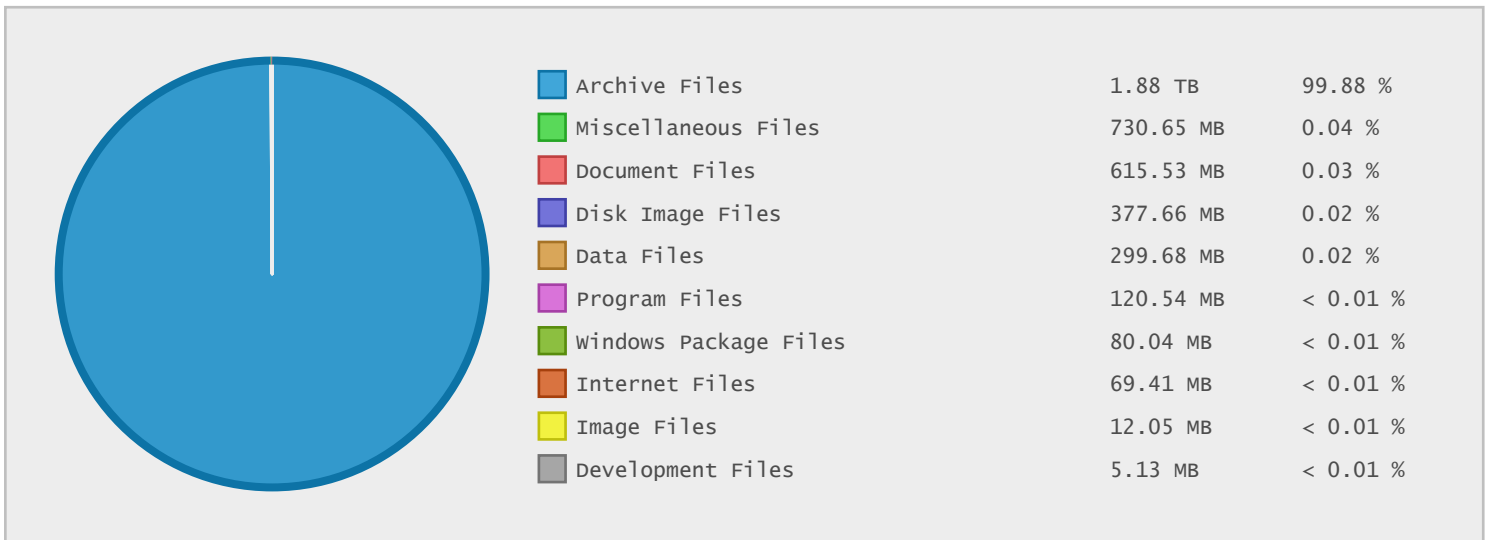 Archive Files 1.88 TB 99.88 %
Miscellaneous Files 730.65 MB 0.04 %
Document Files 615.53 MB 0.03 %
Disk Image Files 377.66 MB 0.02 %
Data Files 299.68 MB 0.02 %
Program Files 120.54 MB < 0.01 %
Windows Package Files 80.04 MB < 0.01 %
Internet Files 69.41 MB < 0.01 %
Image Files 12.05 MB < 0.01 %
Development Files 5.13 MB < 0.01 %